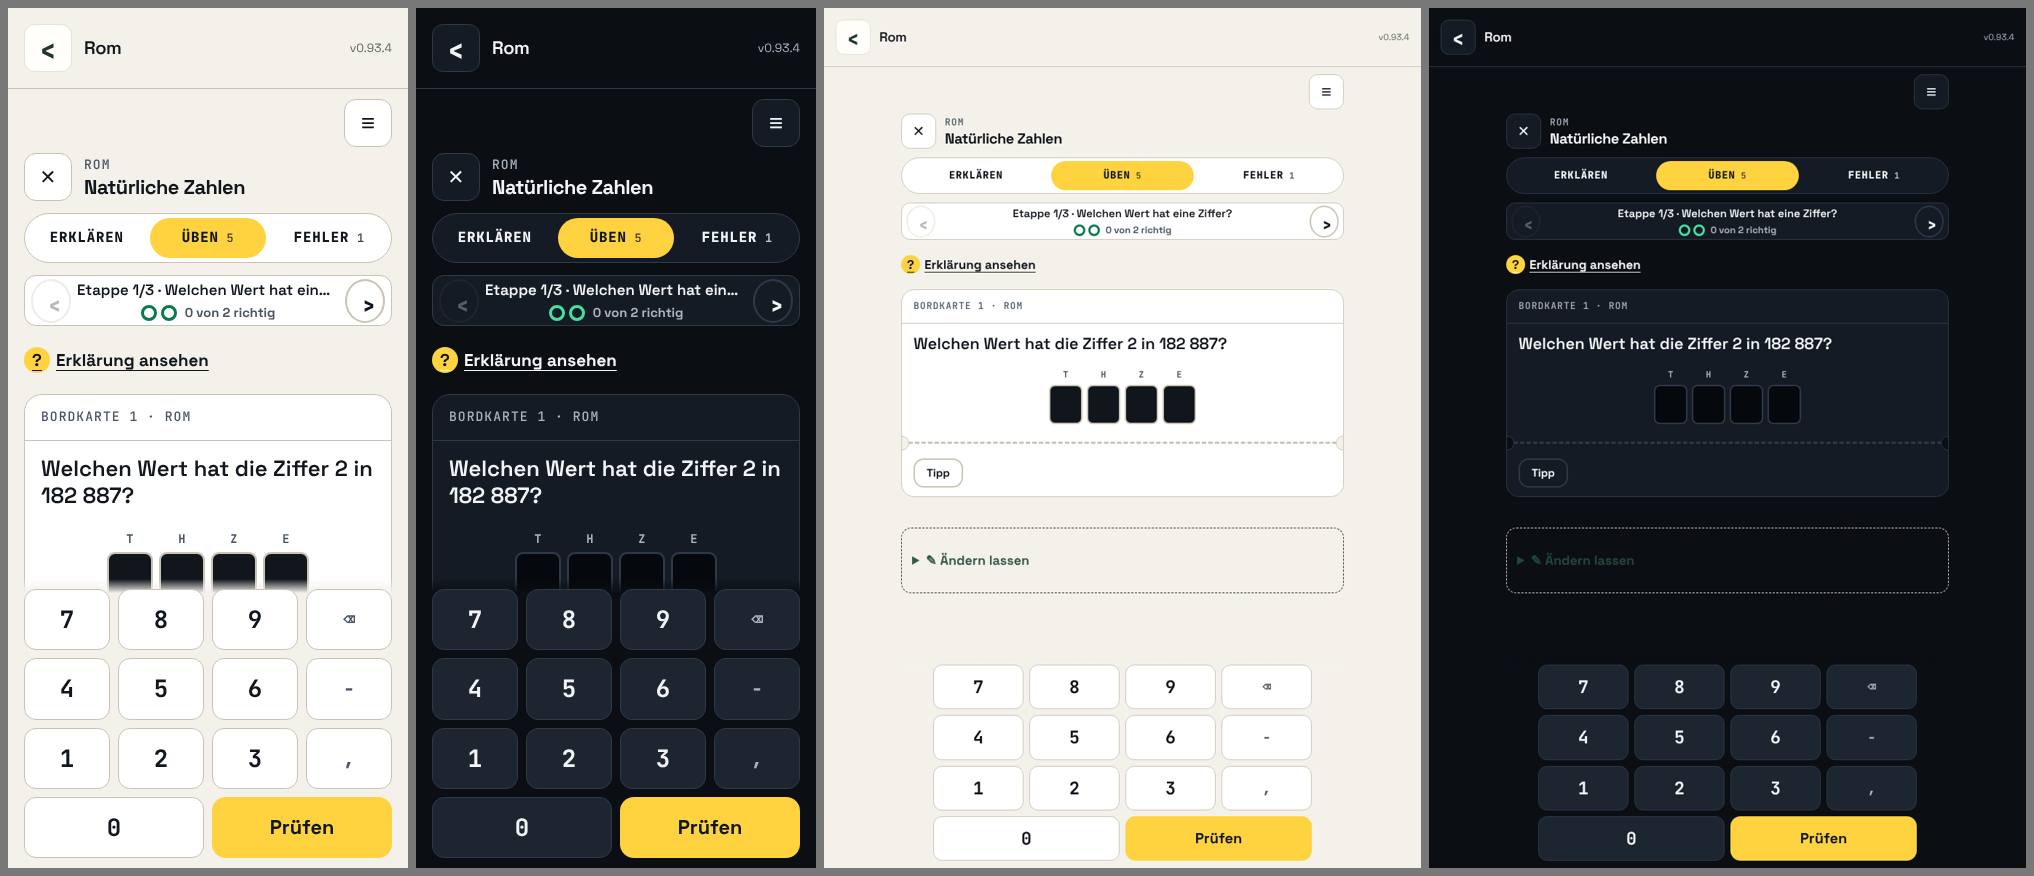 < Rom v0.93.4
≡
× ROM
Natürliche Zahlen
ERKLÄREN ÜBEN 5 FEHLER 1
< Etappe 1/3 · Welchen Wert hat ein... >
0 von 2 richtig
? Erklärung ansehen
BORDKARTE 1 · ROM
Welchen Wert hat die Ziffer 2 in
182 887?
T H Z E
7 8 9 ⌫
4 5 6 -
1 2 3 ,
0 Prüfen
< Rom v0.93.4
≡
× ROM
Natürliche Zahlen
ERKLÄREN ÜBEN 5 FEHLER 1
< Etappe 1/3 · Welchen Wert hat ein... >
0 von 2 richtig
? Erklärung ansehen
BORDKARTE 1 · ROM
Welchen Wert hat die Ziffer 2 in
182 887?
T H Z E
7 8 9 ⌫
4 5 6 -
1 2 3 ,
0 Prüfen
< Rom v0.93.4
≡
× ROM
Natürliche Zahlen
ERKLÄREN ÜBEN 5 FEHLER 1
< Etappe 1/3 · Welchen Wert hat eine Ziffer? >
0 von 2 richtig
? Erklärung ansehen
BORDKARTE 1 · ROM
Welchen Wert hat die Ziffer 2 in 182 887?
T H Z E
Tipp
▶ ✎ Ändern lassen
7 8 9 ⌫
4 5 6 -
1 2 3 ,
0 Prüfen
< Rom v0.93.4
≡
× ROM
Natürliche Zahlen
ERKLÄREN ÜBEN 5 FEHLER 1
< Etappe 1/3 · Welchen Wert hat eine Ziffer? >
0 von 2 richtig
? Erklärung ansehen
BORDKARTE 1 · ROM
Welchen Wert hat die Ziffer 2 in 182 887?
T H Z E
Tipp
▶ ✎ Ändern lassen
7 8 9 ⌫
4 5 6 -
1 2 3 ,
0 Prüfen